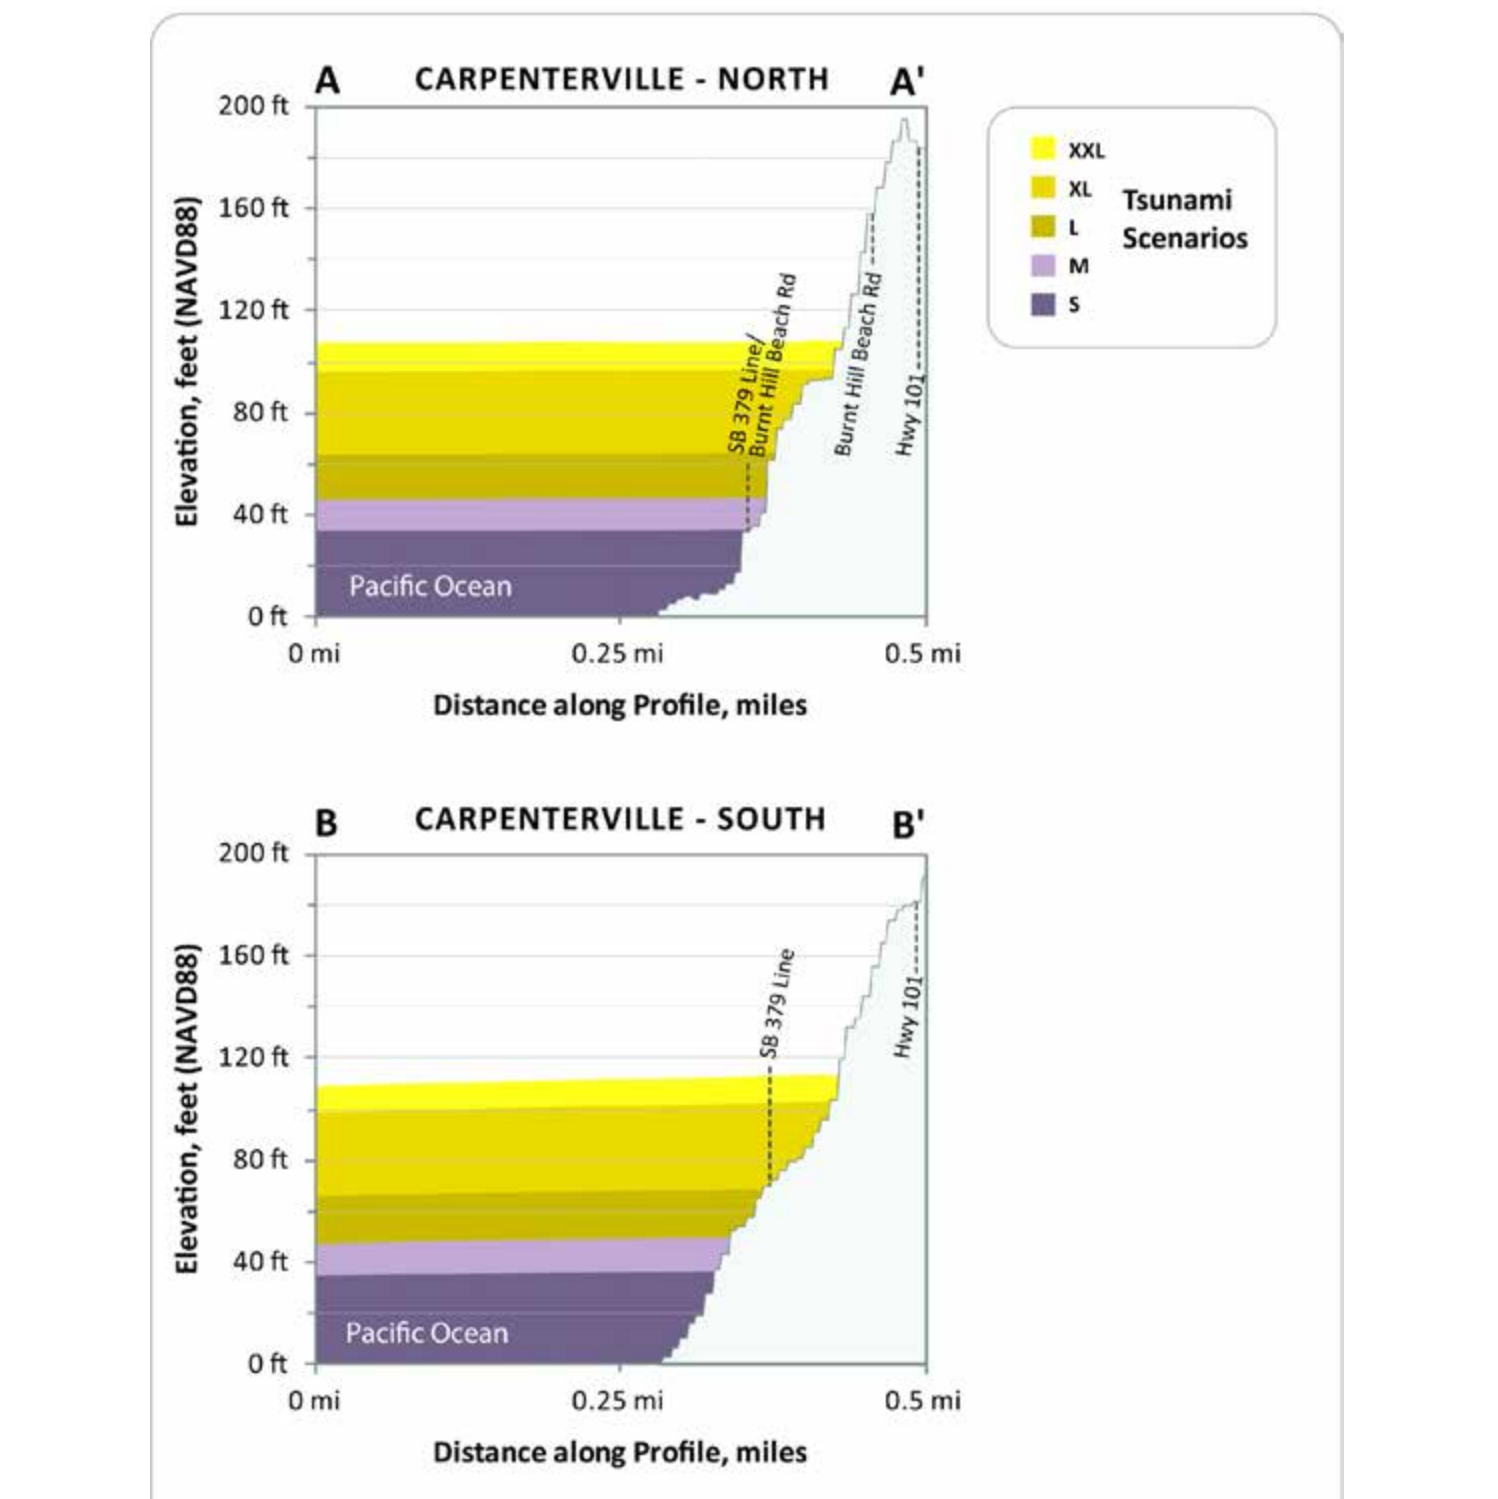 A CARPENTERVILLE - NORTH A'
200 ft
160 ft
120 ft
80 ft
40 ft
0 ft
Elevation, feet (NAVD88)
SB 379 Line/
Burnt Hill Beach Rd
Burnt Hill Beach Rd
Hwy 101
Pacific Ocean
0 mi 0.25 mi 0.5 mi
Distance along Profile, miles
XXL
XL
L
M
S
Tsunami
Scenarios
B CARPENTERVILLE - SOUTH B'
200 ft
160 ft
120 ft
80 ft
40 ft
0 ft
Elevation, feet (NAVD88)
SB 379 Line
Hwy 101
Pacific Ocean
0 mi 0.25 mi 0.5 mi
Distance along Profile, miles